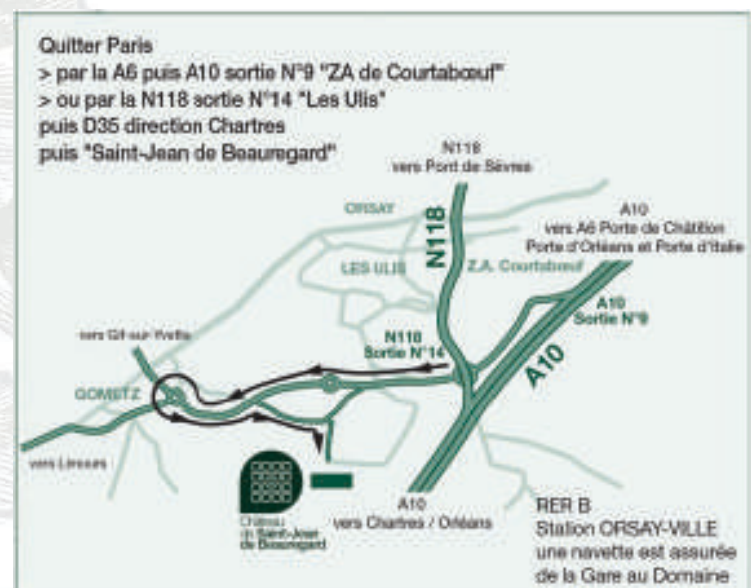 Quitter Paris
> par la A6 puis A10 sortie N°9 "ZA de Courtabœuf"
> ou par la N118 sortie N°14 "Les Ulis"
puis D35 direction Chartres
puis "Saint-Jean de Beauregard"
N118
vers Pont de Sèvres
ORSAY
N118
A10
vers A6 Porte de Châtillon
Porte d'Orléans et Porte d'Italie
LES ULIS
Z.A. Courtabœuf
A10
Sortie N°9
vers Gif-sur-Yvette
N118
Sortie N°14
A10
GOMETZ
vers Limours
Château
de Saint-Jean
de Beauregard
A10
vers Chartres / Orléans
RER B
Station ORSAY-VILLE
une navette est assurée
de la Gare au Domaine